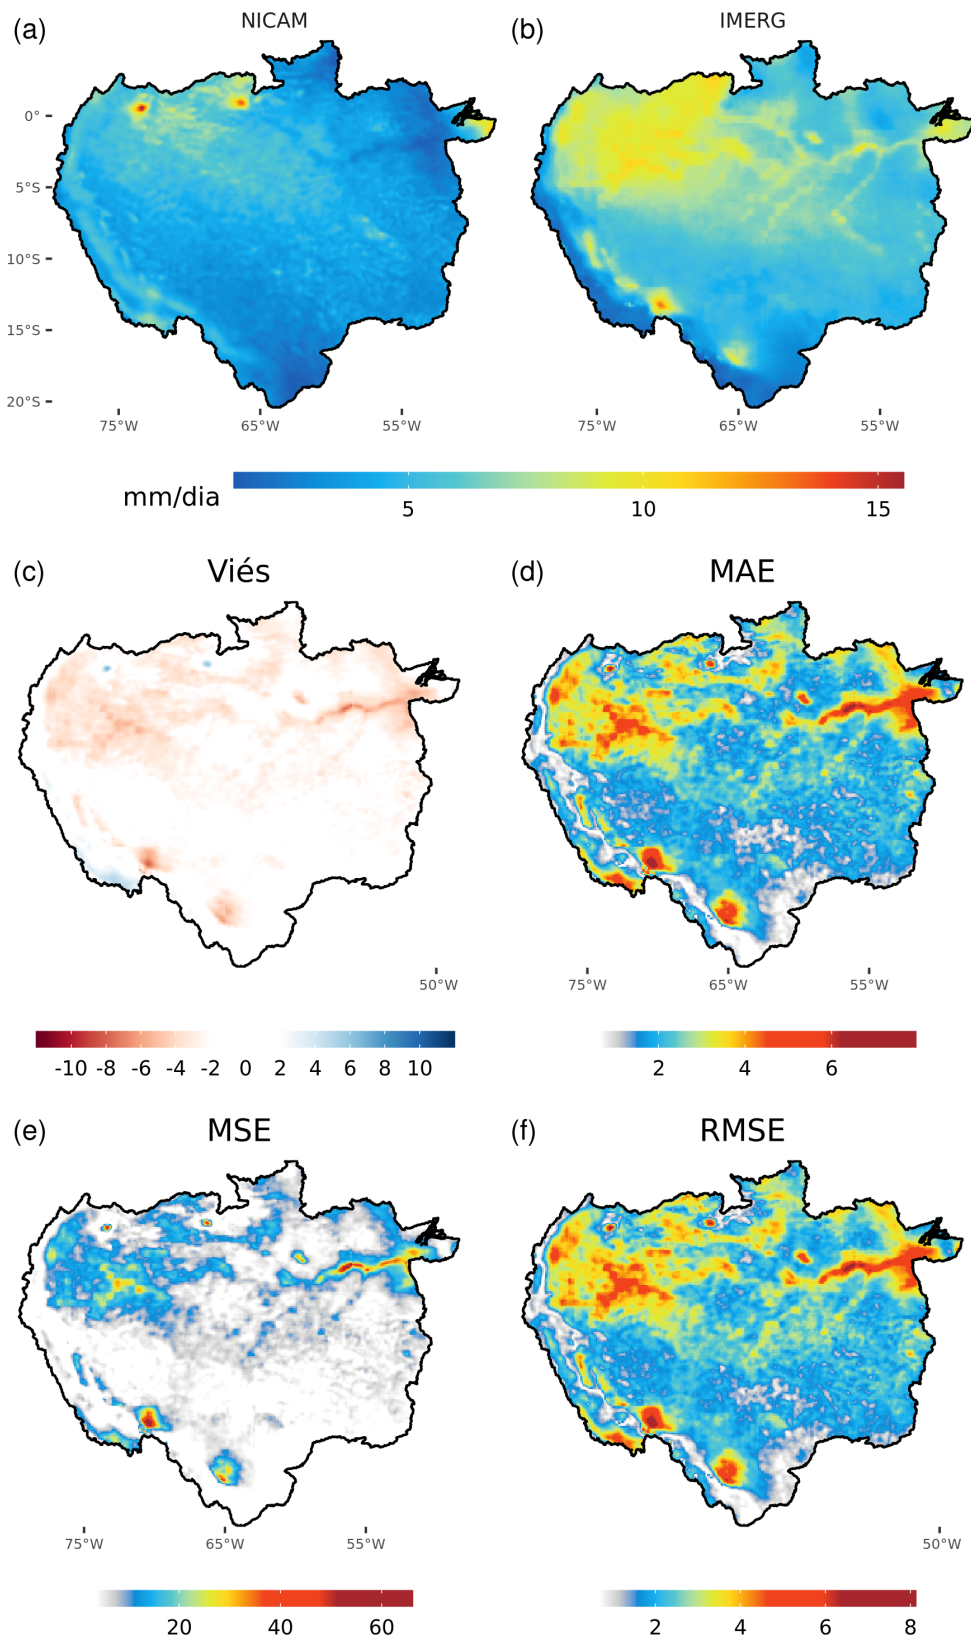 (a) NICAM (b) IMERG
0°
5°S
10°S
15°S
20°S
75°W 65°W 55°W 75°W 65°W 55°W
mm/dia 5 10 15
(c) Viés (d) MAE
50°W 75°W 65°W 55°W
-10 -8 -6 -4 -2 0 2 4 6 8 10 2 4 6
(e) MSE (f) RMSE
75°W 65°W 55°W 50°W
20 40 60 2 4 6 8